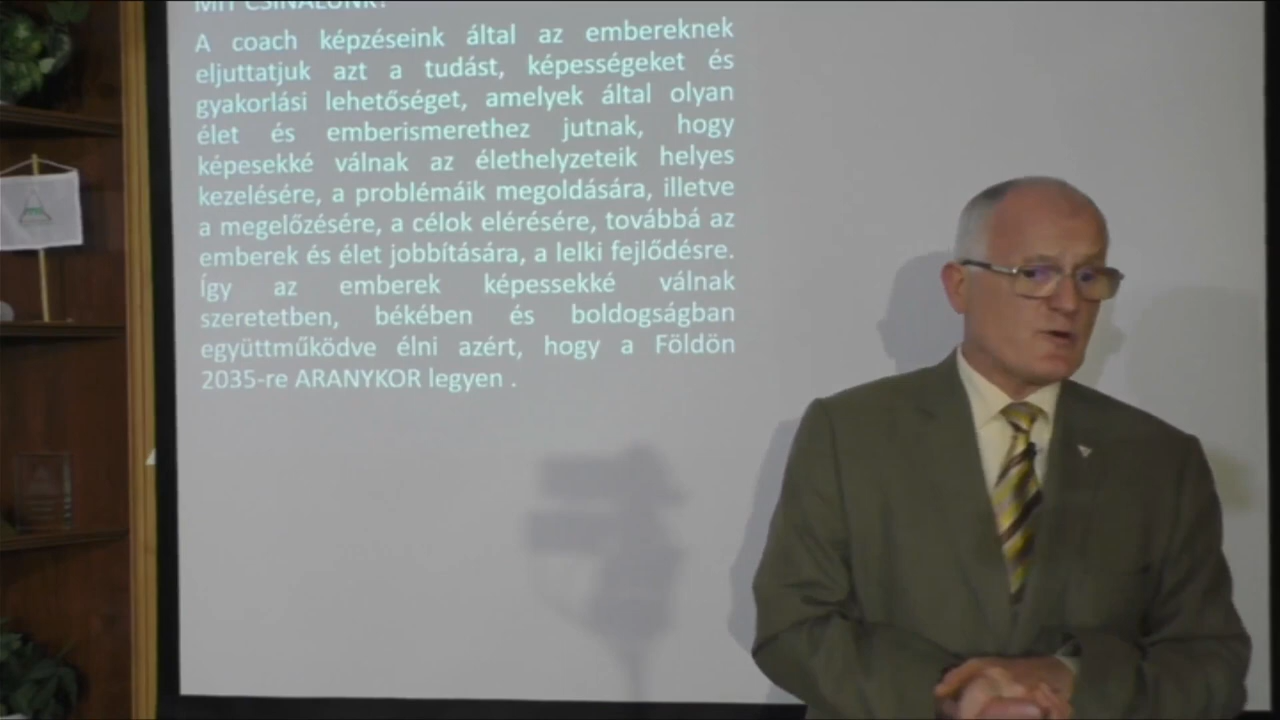 MIT CSINÁLUNK?
A coach képzéseink által az embereknek
eljuttatjuk azt a tudást, képességeket és
gyakorlási lehetőséget, amelyek által olyan
élet és emberismerethez jutnak, hogy
képesekké válnak az élethelyzeteik helyes
kezelésére, a problémáik megoldására, illetve
a megelőzésére, a célok elérésére, továbbá az
emberek és élet jobbítására, a lelki fejlődésre.
Így az emberek képessekké válnak
szeretetben, békében és boldogságban
együttműködve élni azért, hogy a Földön
2035-re ARANYKOR legyen .